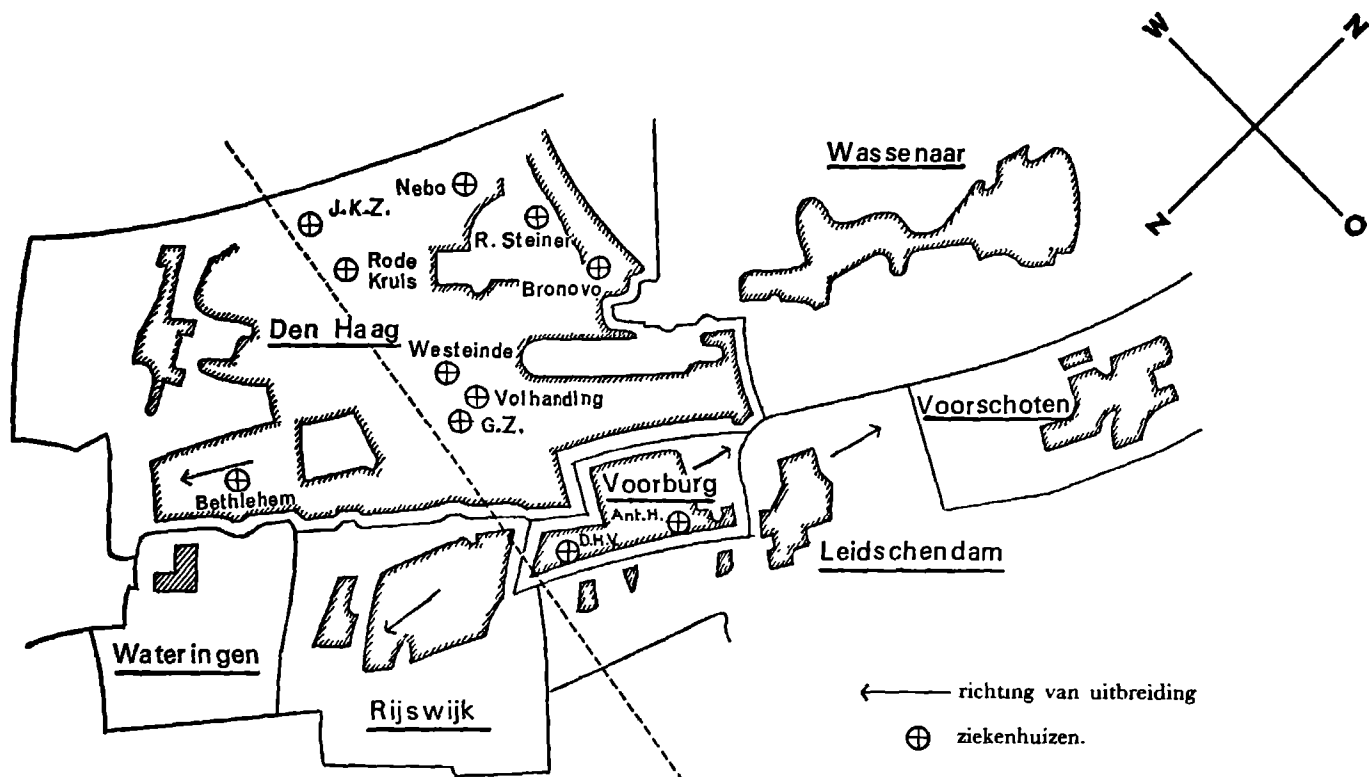 W
N
Wassenaar
Nebo
J.K.Z.
R. Steiner
Rode
Kruis
Bronovo
Den Haag
Westeinde
Volhanding
G.Z.
Voorschoten
Bethlehem
Voorburg
Ant.H.
D.H.V.
Leidschendam
Wateringen
Rijswijk
Z
O
richting van uitbreiding
ziekenhuizen.